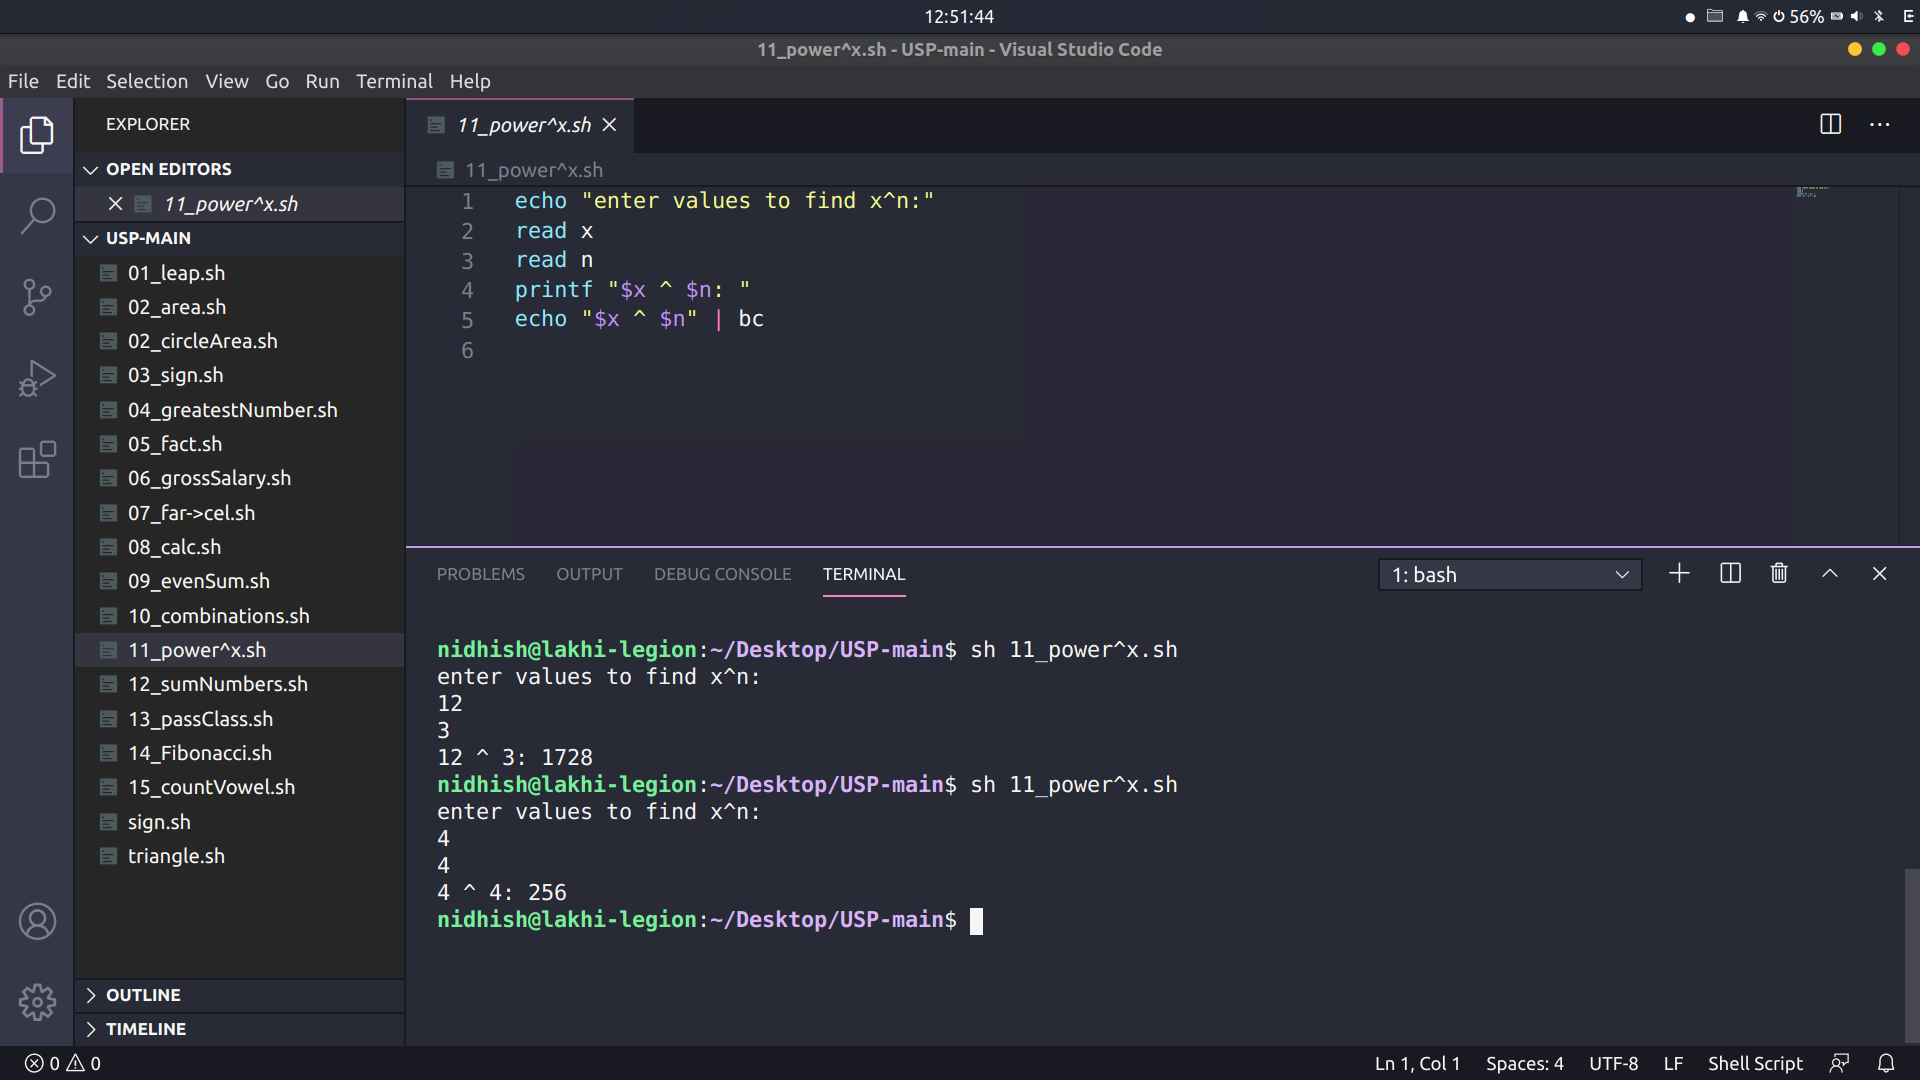 12:51:44
56%
11_power^x.sh - USP-main - Visual Studio Code
File Edit Selection View Go Run Terminal Help
EXPLORER
OPEN EDITORS
11_power^x.sh
USP-MAIN
01_leap.sh
02_area.sh
02_circleArea.sh
03_sign.sh
04_greatestNumber.sh
05_fact.sh
06_grossSalary.sh
07_far->cel.sh
08_calc.sh
09_evenSum.sh
10_combinations.sh
11_power^x.sh
12_sumNumbers.sh
13_passClass.sh
14_Fibonacci.sh
15_countVowel.sh
sign.sh
triangle.sh
OUTLINE
TIMELINE
11_power^x.sh
11_power^x.sh
1 echo "enter values to find x^n:"
2 read x
3 read n
4 printf "$x ^ $n: "
5 echo "$x ^ $n" | bc
6
PROBLEMS OUTPUT DEBUG CONSOLE TERMINAL 1: bash
nidhish@lakhi-legion:~/Desktop/USP-main$ sh 11_power^x.sh
enter values to find x^n:
12
3
12 ^ 3: 1728
nidhish@lakhi-legion:~/Desktop/USP-main$ sh 11_power^x.sh
enter values to find x^n:
4
4
4 ^ 4: 256
nidhish@lakhi-legion:~/Desktop/USP-main$
0 0 Ln 1, Col 1 Spaces: 4 UTF-8 LF Shell Script